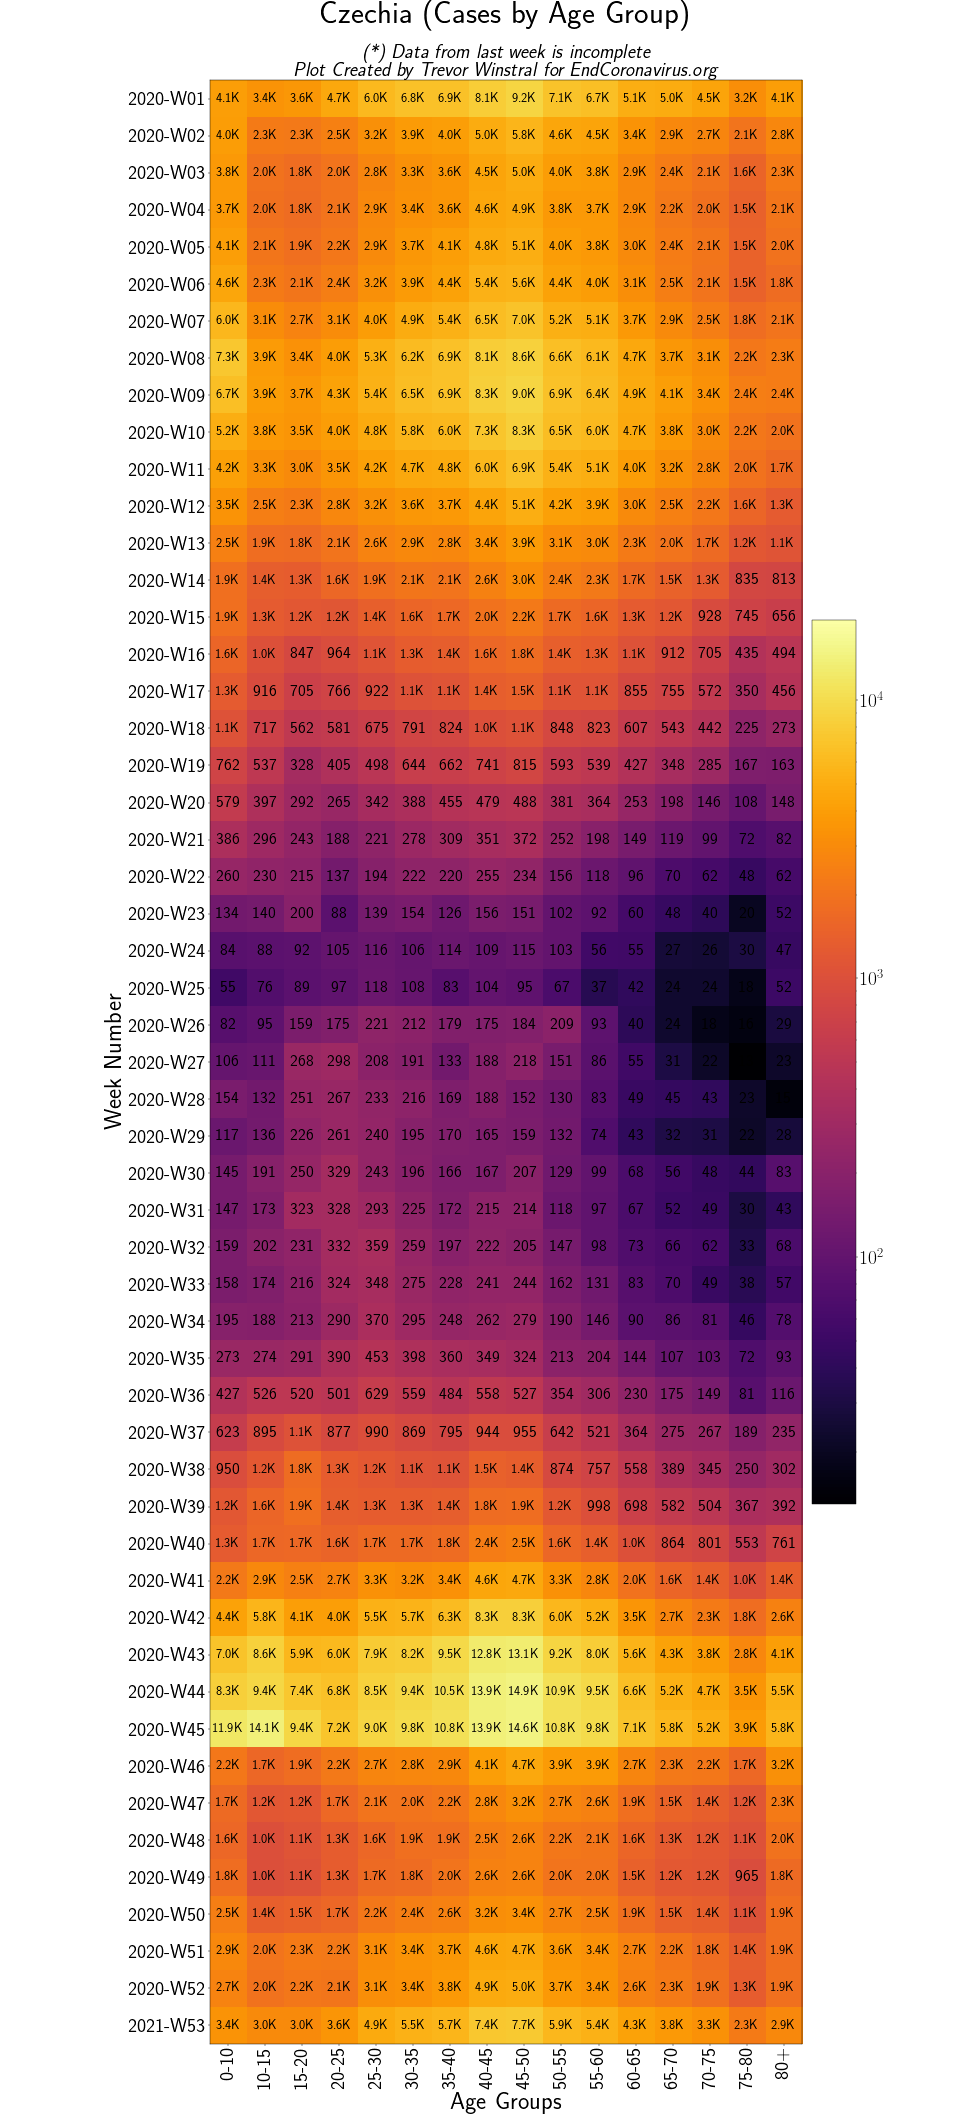 Czechia (Cases by Age Group)
(*) Data from last week is incomplete
Plot Created by Trevor Winstral for EndCoronavirus.org
2020-W01 4.1K 3.4K 3.6K 4.7K 6.0K 6.8K 6.9K 8.1K 9.2K 7.1K 6.7K 5.1K 5.0K 4.5K 3.2K 4.1K
2020-W02 4.0K 2.3K 2.3K 2.5K 3.2K 3.9K 4.0K 5.0K 5.8K 4.6K 4.5K 3.4K 2.9K 2.7K 2.1K 2.8K
2020-W03 3.8K 2.0K 1.8K 2.0K 2.8K 3.3K 3.6K 4.5K 5.0K 4.0K 3.8K 2.9K 2.4K 2.1K 1.6K 2.3K
2020-W04 3.7K 2.0K 1.8K 2.1K 2.9K 3.4K 3.6K 4.6K 4.9K 3.8K 3.7K 2.9K 2.2K 2.0K 1.5K 2.1K
2020-W05 4.1K 2.1K 1.9K 2.2K 2.9K 3.7K 4.1K 4.8K 5.1K 4.0K 3.8K 3.0K 2.4K 2.1K 1.5K 2.0K
2020-W06 4.6K 2.3K 2.1K 2.4K 3.2K 3.9K 4.4K 5.4K 5.6K 4.4K 4.0K 3.1K 2.5K 2.1K 1.5K 1.8K
2020-W07 6.0K 3.1K 2.7K 3.1K 4.0K 4.9K 5.4K 6.5K 7.0K 5.2K 5.1K 3.7K 2.9K 2.5K 1.8K 2.1K
2020-W08 7.3K 3.9K 3.4K 4.0K 5.3K 6.2K 6.9K 8.1K 8.6K 6.6K 6.1K 4.7K 3.7K 3.1K 2.2K 2.3K
2020-W09 6.7K 3.9K 3.7K 4.3K 5.4K 6.5K 6.9K 8.3K 9.0K 6.9K 6.4K 4.9K 4.1K 3.4K 2.4K 2.4K
2020-W10 5.2K 3.8K 3.5K 4.0K 4.8K 5.8K 6.0K 7.3K 8.3K 6.5K 6.0K 4.7K 3.8K 3.0K 2.2K 2.0K
2020-W11 4.2K 3.3K 3.0K 3.5K 4.2K 4.7K 4.8K 6.0K 6.9K 5.4K 5.1K 4.0K 3.2K 2.8K 2.0K 1.7K
2020-W12 3.5K 2.5K 2.3K 2.8K 3.2K 3.6K 3.7K 4.4K 5.1K 4.2K 3.9K 3.0K 2.5K 2.2K 1.6K 1.3K
2020-W13 2.5K 1.9K 1.8K 2.1K 2.6K 2.9K 2.8K 3.4K 3.9K 3.1K 3.0K 2.3K 2.0K 1.7K 1.2K 1.1K
2020-W14 1.9K 1.4K 1.3K 1.6K 1.9K 2.1K 2.1K 2.6K 3.0K 2.4K 2.3K 1.7K 1.5K 1.3K 835 813
2020-W15 1.9K 1.3K 1.2K 1.2K 1.4K 1.6K 1.7K 2.0K 2.2K 1.7K 1.6K 1.3K 1.2K 928 745 656
2020-W16 1.6K 1.0K 847 964 1.1K 1.3K 1.4K 1.6K 1.8K 1.4K 1.3K 1.1K 912 705 435 494
2020-W17 1.3K 916 705 766 922 1.1K 1.1K 1.4K 1.5K 1.1K 1.1K 855 755 572 350 456
2020-W18 1.1K 717 562 581 675 791 824 1.0K 1.1K 848 823 607 543 442 225 273
2020-W19 762 537 328 405 498 644 662 741 815 593 539 427 348 285 167 163
2020-W20 579 397 292 265 342 388 455 479 488 381 364 253 198 146 108 148
2020-W21 386 296 243 188 221 278 309 351 372 252 198 149 119 99 72 82
2020-W22 260 230 215 137 194 222 220 255 234 156 118 96 70 62 48 62
2020-W23 134 140 200 88 139 154 126 156 151 102 92 60 48 40 20 52
2020-W24 84 88 92 105 116 106 114 109 115 103 56 55 27 26 30 47
2020-W25 55 76 89 97 118 108 83 104 95 67 37 42 24 24 18 52
2020-W26 82 95 159 175 221 212 179 175 184 209 93 40 24 29
2020-W27 106 111 268 298 208 191 133 188 218 151 86 55 31 22 23
2020-W28 154 132 251 267 233 216 169 188 152 130 83 49 45 43 23
2020-W29 117 136 226 261 240 195 170 165 159 132 74 43 32 31 22 28
2020-W30 145 191 250 329 243 196 166 167 207 129 99 68 56 48 44 83
2020-W31 147 173 323 328 293 225 172 215 214 118 97 67 52 49 30 43
2020-W32 159 202 231 332 359 259 197 222 205 147 98 73 66 62 33 68
2020-W33 158 174 216 324 348 275 228 241 244 162 131 83 70 49 38 57
2020-W34 195 188 213 290 370 295 248 262 279 190 146 90 86 81 46 78
2020-W35 273 274 291 390 453 398 360 349 324 213 204 144 107 103 72 93
2020-W36 427 526 520 501 629 559 484 558 527 354 306 230 175 149 81 116
2020-W37 623 895 1.1K 877 990 869 795 944 955 642 521 364 275 267 189 235
2020-W38 950 1.2K 1.8K 1.3K 1.2K 1.1K 1.1K 1.5K 1.4K 874 757 558 389 345 250 302
2020-W39 1.2K 1.6K 1.9K 1.4K 1.3K 1.3K 1.4K 1.8K 1.9K 1.2K 998 698 582 504 367 392
2020-W40 1.3K 1.7K 1.7K 1.6K 1.7K 1.7K 1.8K 2.4K 2.5K 1.6K 1.4K 1.0K 864 801 553 761
2020-W41 2.2K 2.9K 2.5K 2.7K 3.3K 3.2K 3.4K 4.6K 4.7K 3.3K 2.8K 2.0K 1.6K 1.4K 1.0K 1.4K
2020-W42 4.4K 5.8K 4.1K 4.0K 5.5K 5.7K 6.3K 8.3K 8.3K 6.0K 5.2K 3.5K 2.7K 2.3K 1.8K 2.6K
2020-W43 7.0K 8.6K 5.9K 6.0K 7.9K 8.2K 9.5K 12.8K 13.1K 9.2K 8.0K 5.6K 4.3K 3.8K 2.8K 4.1K
2020-W44 8.3K 9.4K 7.4K 6.8K 8.5K 9.4K 10.5K 13.9K 14.9K 10.9K 9.5K 6.6K 5.2K 4.7K 3.5K 5.5K
2020-W45 11.9K 14.1K 9.4K 7.2K 9.0K 9.8K 10.8K 13.9K 14.6K 10.8K 9.8K 7.1K 5.8K 5.2K 3.9K 5.8K
2020-W46 2.2K 1.7K 1.9K 2.2K 2.7K 2.8K 2.9K 4.1K 4.7K 3.9K 3.9K 2.7K 2.3K 2.2K 1.7K 3.2K
2020-W47 1.7K 1.2K 1.2K 1.7K 2.1K 2.0K 2.2K 2.8K 3.2K 2.7K 2.6K 1.9K 1.5K 1.4K 1.2K 2.3K
2020-W48 1.6K 1.0K 1.1K 1.3K 1.6K 1.9K 1.9K 2.5K 2.6K 2.2K 2.1K 1.6K 1.3K 1.2K 1.1K 2.0K
2020-W49 1.8K 1.0K 1.1K 1.3K 1.7K 1.8K 2.0K 2.6K 2.6K 2.0K 2.0K 1.5K 1.2K 1.2K 965 1.8K
2020-W50 2.5K 1.4K 1.5K 1.7K 2.2K 2.4K 2.6K 3.2K 3.4K 2.7K 2.5K 1.9K 1.5K 1.4K 1.1K 1.9K
2020-W51 2.9K 2.0K 2.3K 2.2K 3.1K 3.4K 3.7K 4.6K 4.7K 3.6K 3.4K 2.7K 2.2K 1.8K 1.4K 1.9K
2020-W52 2.7K 2.0K 2.2K 2.1K 3.1K 3.4K 3.8K 4.9K 5.0K 3.7K 3.4K 2.6K 2.3K 1.9K 1.3K 1.9K
2021-W53 3.4K 3.0K 3.0K 3.6K 4.9K 5.5K 5.7K 7.4K 7.7K 5.9K 5.4K 4.3K 3.8K 3.3K 2.3K 2.9K
0-10 10-15 15-20 20-25 25-30 30-35 35-40 40-45 45-50 50-55 55-60 60-65 65-70 70-75 75-80 80+
Age Groups
Week Number
10⁴
10³
10²